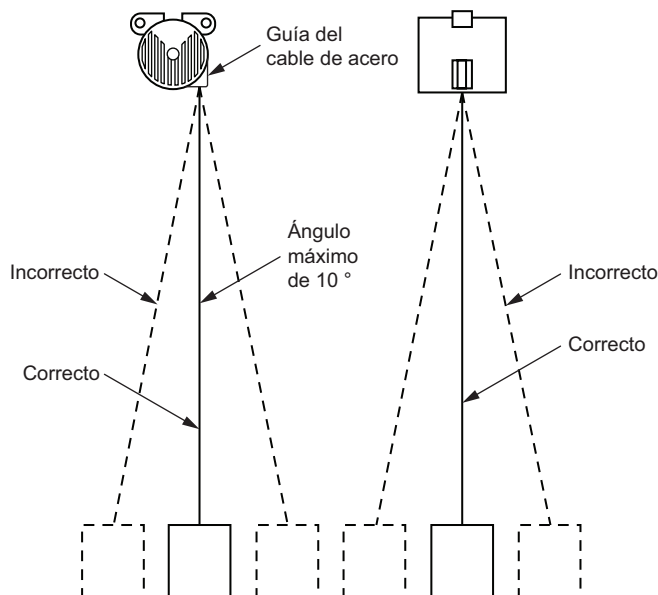 Guía del
cable de acero
Ángulo
máximo
de 10 °
Incorrecto
Correcto
Incorrecto
Correcto